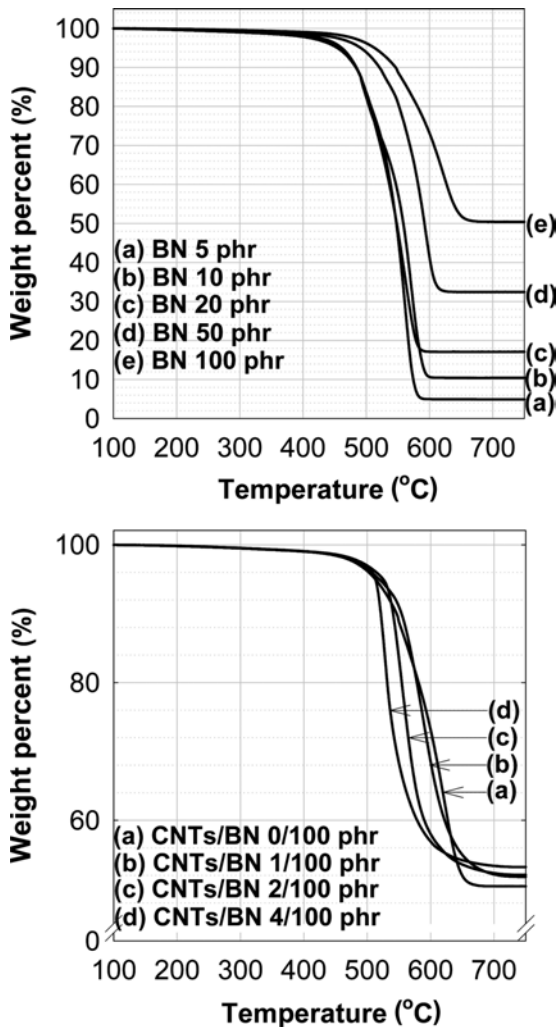 100
90
80
70
60
50
40
30
20
10
0
Weight percent (%)
(a) BN 5 phr
(b) BN 10 phr
(c) BN 20 phr
(d) BN 50 phr
(e) BN 100 phr
(e)
(d)
(c)
(b)
(a)
100 200 300 400 500 600 700
Temperature (°C)
100
80
60
0
Weight percent (%)
(d)
(c)
(b)
(a)
(a) CNTs/BN 0/100 phr
(b) CNTs/BN 1/100 phr
(c) CNTs/BN 2/100 phr
(d) CNTs/BN 4/100 phr
100 200 300 400 500 600 700
Temperature (°C)